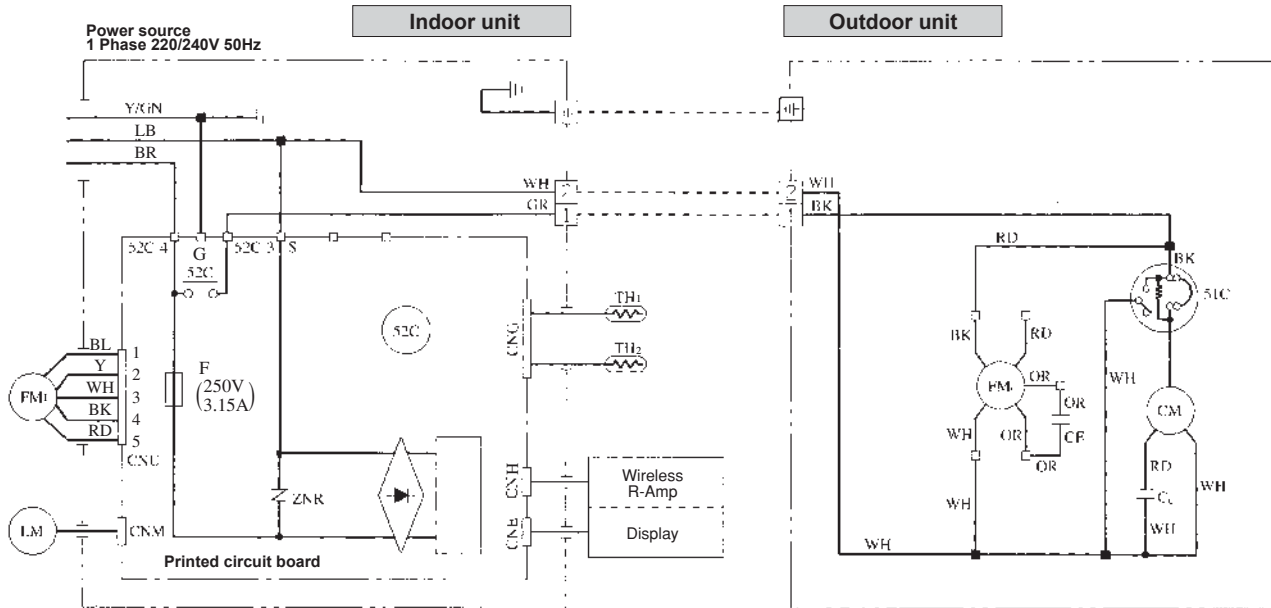 Indoor unit
Outdoor unit
Power source
1 Phase 220/240V 50Hz
Y/GN
LB
BR
WH 2
GR 1
2 WH
BK
52C 4 G 52C 3 S
52C
52C
TH1
TH2
CNG
RD
BK
51C
BK
RD
OR
OR
OR
OR
CF
WH
WH
WH
CM
RD
WH
WH
WH
BL 1
Y 2
WH 3
BK 4
RD 5
CNU
FM1
F
250V
3.15A
ZNR
LM
CNM
CNH
CNE
Wireless
R-Amp
Display
Printed circuit board